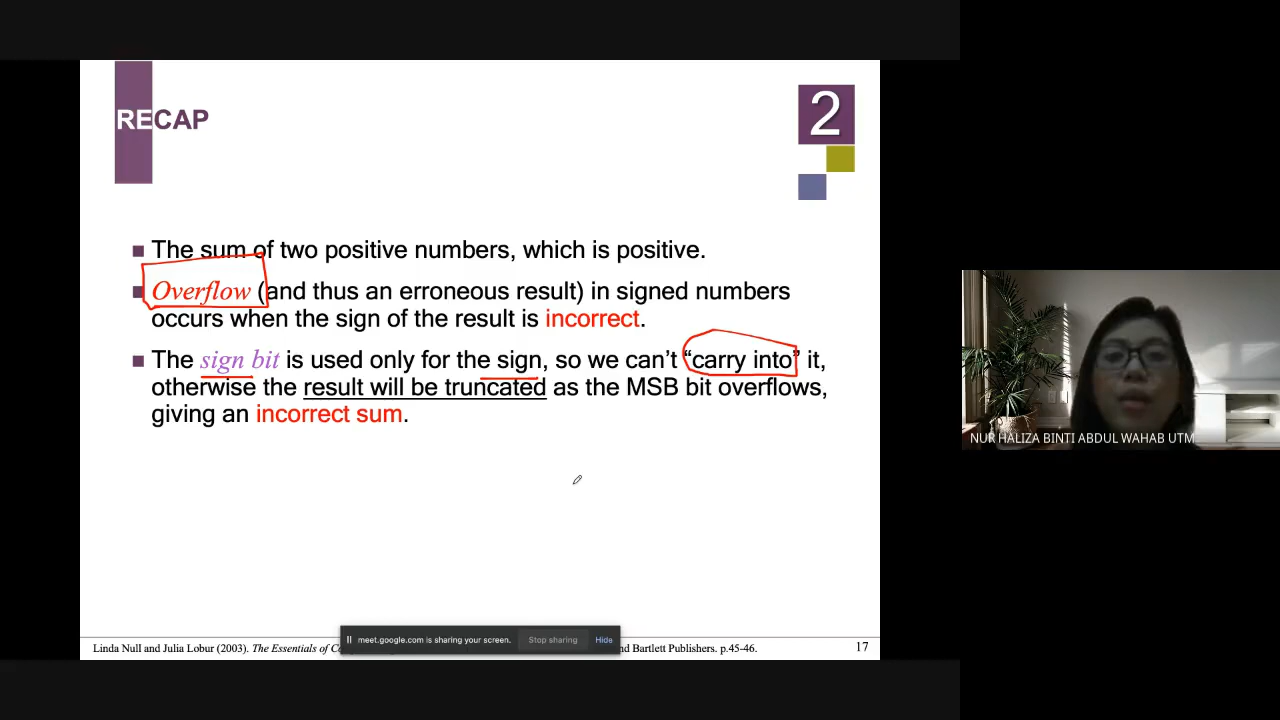 RECAP
2
■ The sum of two positive numbers, which is positive.
■ Overflow (and thus an erroneous result) in signed numbers
occurs when the sign of the result is incorrect.
■ The sign bit is used only for the sign, so we can’t “carry into” it,
otherwise the result will be truncated as the MSB bit overflows,
giving an incorrect sum.
NUR HALIZA BINTI ABDUL WAHAB UTM
meet.google.com is sharing your screen. Stop sharing Hide
Linda Null and Julia Lobur (2003). The Essentials of Bartlett Publishers. p.45-46.
17